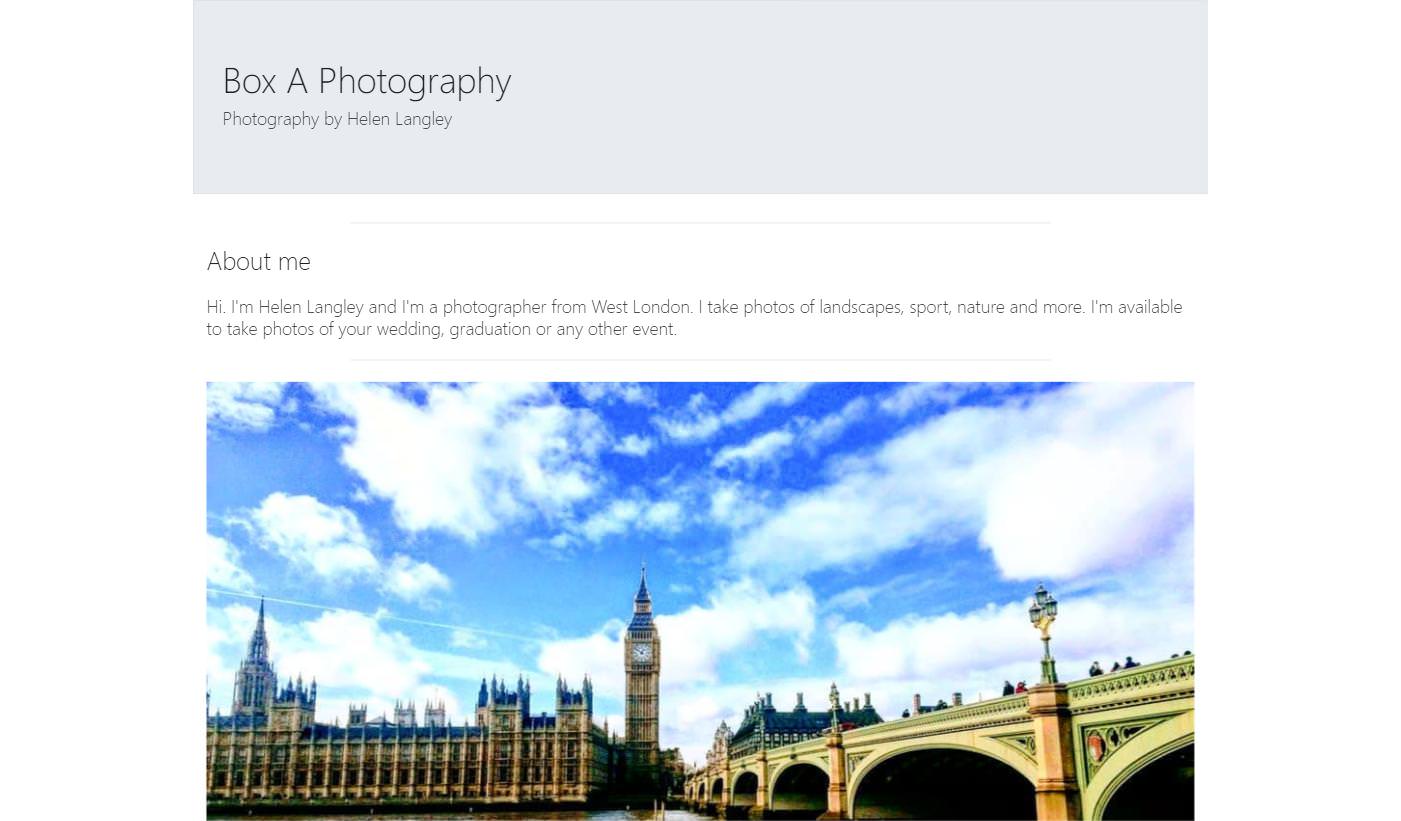 Box A Photography
Photography by Helen Langley
About me
Hi. I'm Helen Langley and I'm a photographer from West London. I take photos of landscapes, sport, nature and more. I'm available
to take photos of your wedding, graduation or any other event.